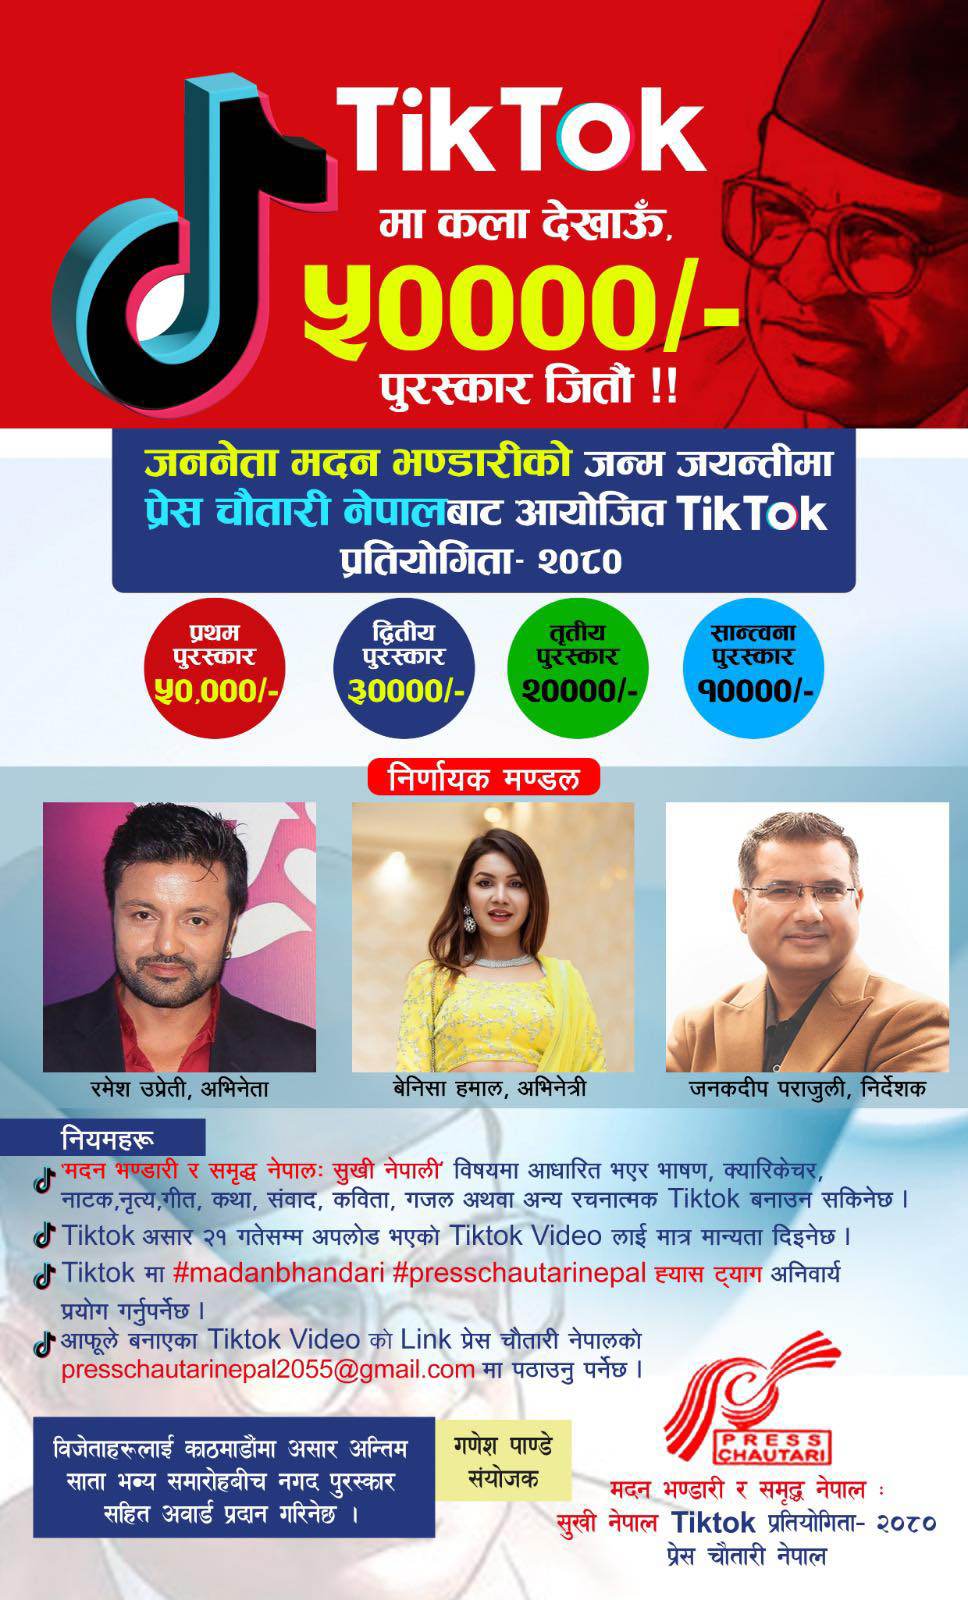 TikTok
मा कला देखाऊँ,
५0000/-
पुरस्कार जितौं !!
जननेता मदन भण्डारीको जन्म जयन्तीमा
प्रेस चौतारी नेपालबाट आयोजित TikTok
प्रतियोगिता- २०८०
प्रथम
पुरस्कार
५0,000/-
द्वितीय
पुरस्कार
३0000/-
तृतीय
पुरस्कार
२0000/-
सान्त्वना
पुरस्कार
१0000/-
निर्णायक मण्डल
रमेश उप्रेती, अभिनेता
बेनिसा हमाल, अभिनेत्री
जनकदीप पराजुली, निर्देशक
नियमहरू
'मदन भण्डारी र समृद्ध नेपालः सुखी नेपाली' विषयमा आधारित भएर भाषण, क्यारिकेचर,
नाटक,नृत्य,गीत, कथा, संवाद, कविता, गजल अथवा अन्य रचनात्मक Tiktok बनाउन सकिनेछ ।
Tiktok असार २१ गतेसम्म अपलोड भएको Tiktok Video लाई मात्र मान्यता दिइनेछ ।
Tiktok मा #madanbhandari #presschautarinepal ह्यास ट्याग अनिवार्य
प्रयोग गर्नुपर्नेछ ।
आफूले बनाएका Tiktok Video को Link प्रेस चौतारी नेपालको
presschautarinepal2055@gmail.com मा पठाउनु पर्नेछ ।
विजेताहरूलाई काठमाडौंमा असार अन्तिम
साता भब्य समारोहबीच नगद पुरस्कार
सहित अवार्ड प्रदान गरिनेछ ।
गणेश पाण्डे
संयोजक
PRESS
CHAUTARI
मदन भण्डारी र समृद्ध नेपाल :
सुखी नेपाल Tiktok प्रतियोगिता- २०८०
प्रेस चौतारी नेपाल